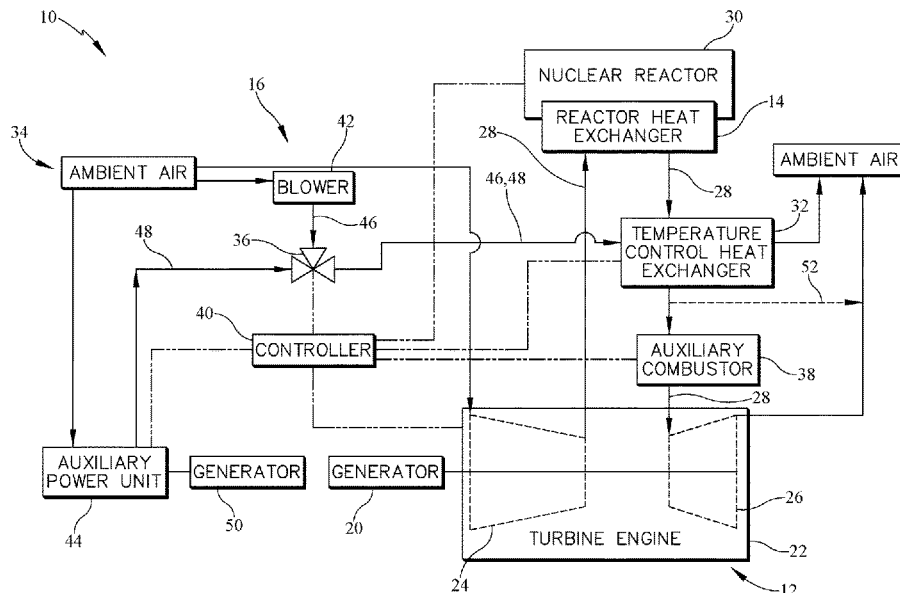 10
30
NUCLEAR REACTOR
16
14
REACTOR HEAT
EXCHANGER
42
28
34
AMBIENT AIR
BLOWER
AMBIENT AIR
28
46
46,48
32
36
TEMPERATURE
CONTROL HEAT
EXCHANGER
48
52
40
CONTROLLER
AUXILIARY
COMBUSTOR
38
28
AUXILIARY
POWER UNIT
GENERATOR
GENERATOR
26
44
50
20
TURBINE ENGINE
24
22
12